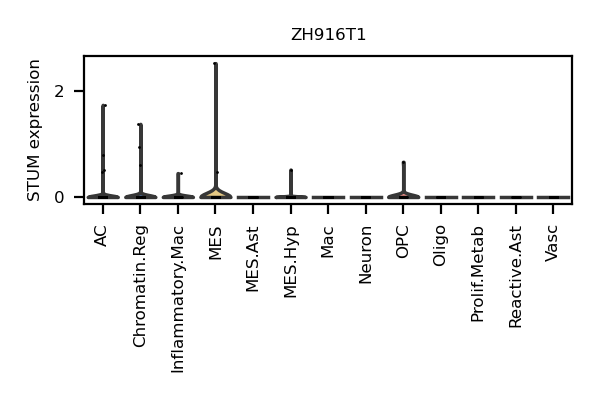 ZH916T1
STUM expression
2
0
AC
Chromatin.Reg
Inflammatory.Mac
MES
MES.Ast
MES.Hyp
Mac
Neuron
OPC
Oligo
Prolif.Metab
Reactive.Ast
Vasc